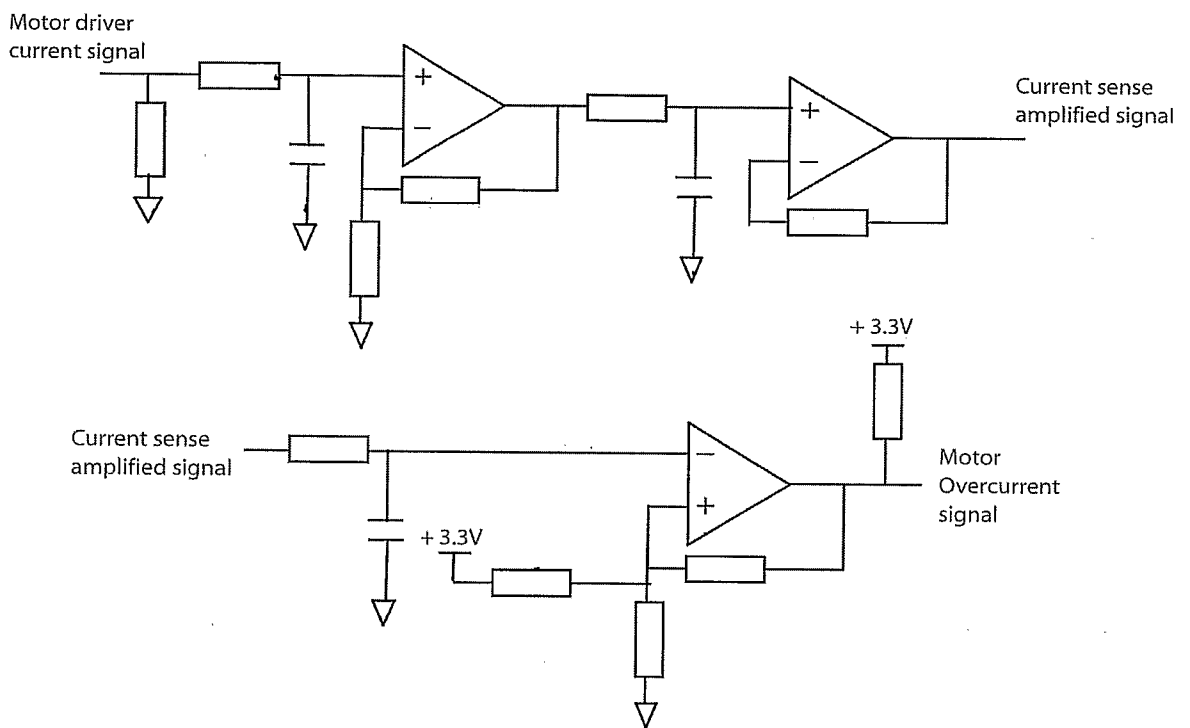 Motor driver
current signal
+
−
+
−
Current sense
amplified signal
+ 3.3V
Current sense
amplified signal
−
+
+ 3.3V
Motor
Overcurrent
signal